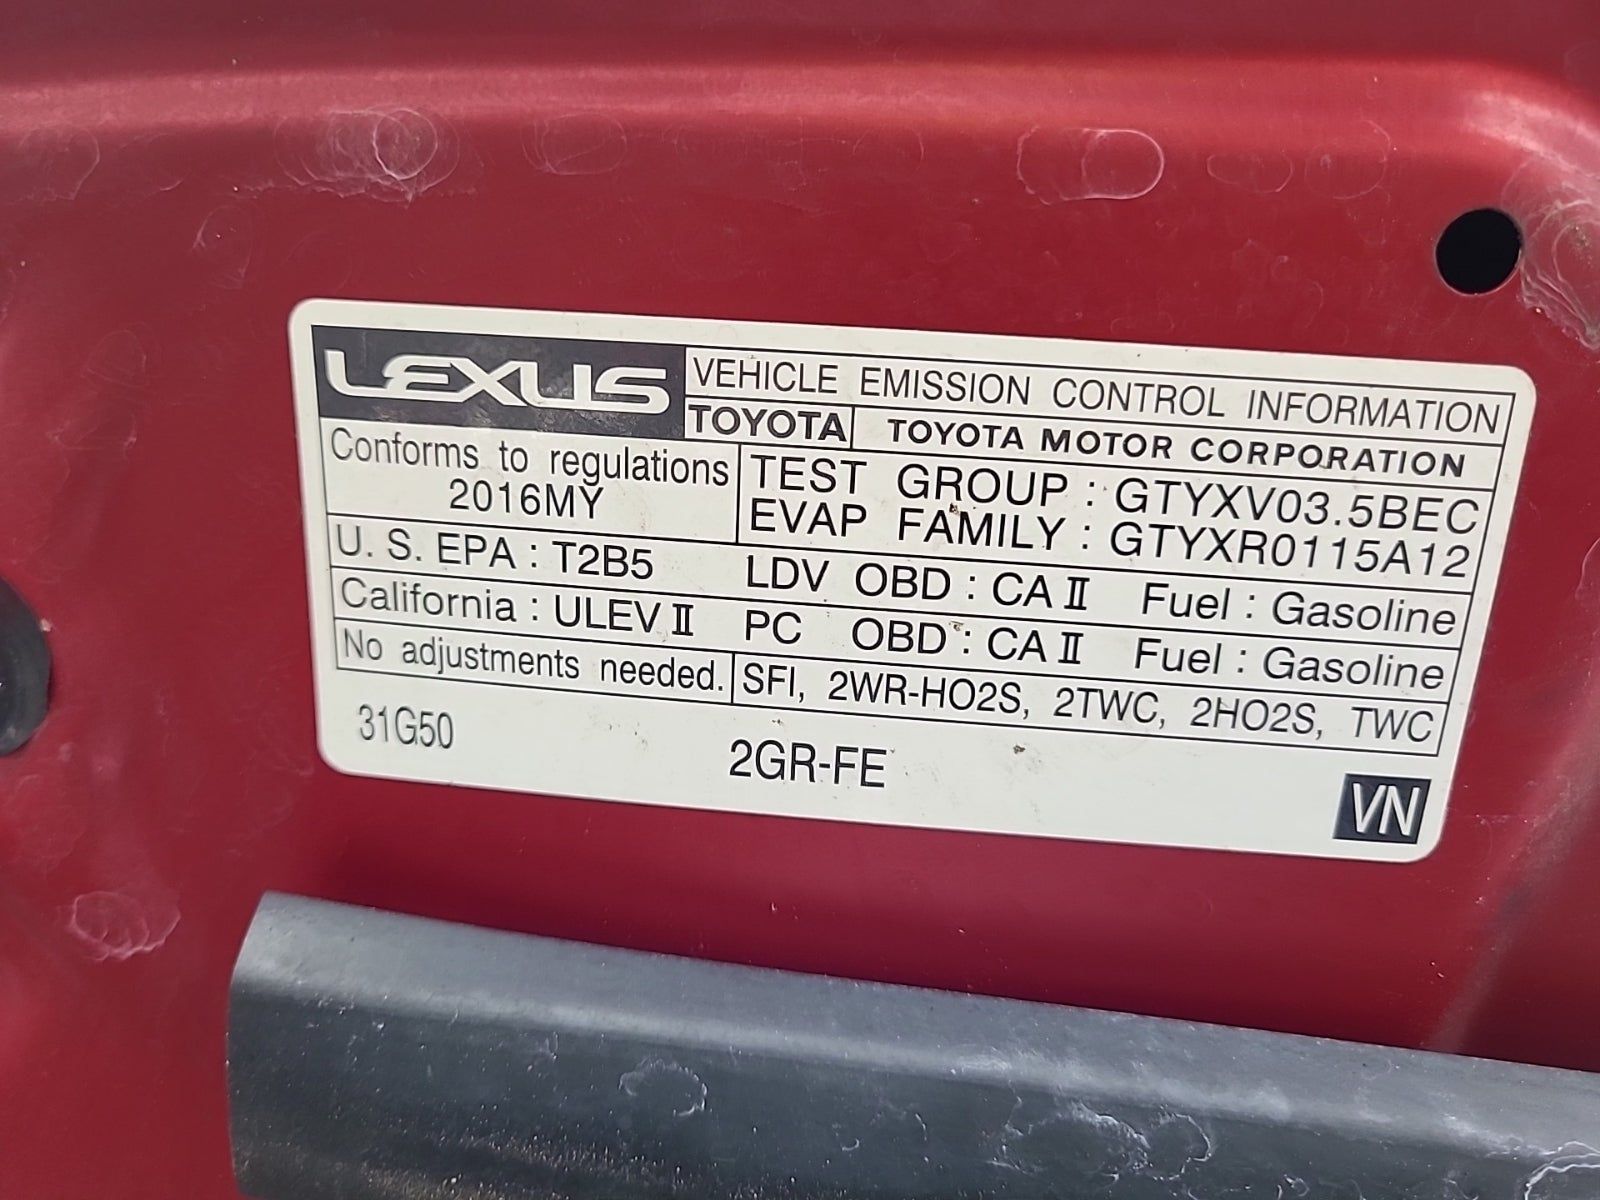 LEXUS
VEHICLE EMISSION CONTROL INFORMATION
TOYOTA TOYOTA MOTOR CORPORATION
Conforms to regulations
2016MY
TEST GROUP : GTYXV03.5BEC
EVAP FAMILY : GTYXR0115A12
U. S. EPA : T2B5 LDV OBD : CA II Fuel : Gasoline
California : ULEV II PC OBD : CA II Fuel : Gasoline
No adjustments needed. SFI, 2WR-HO2S, 2TWC, 2HO2S, TWC
31G50
2GR-FE
VN